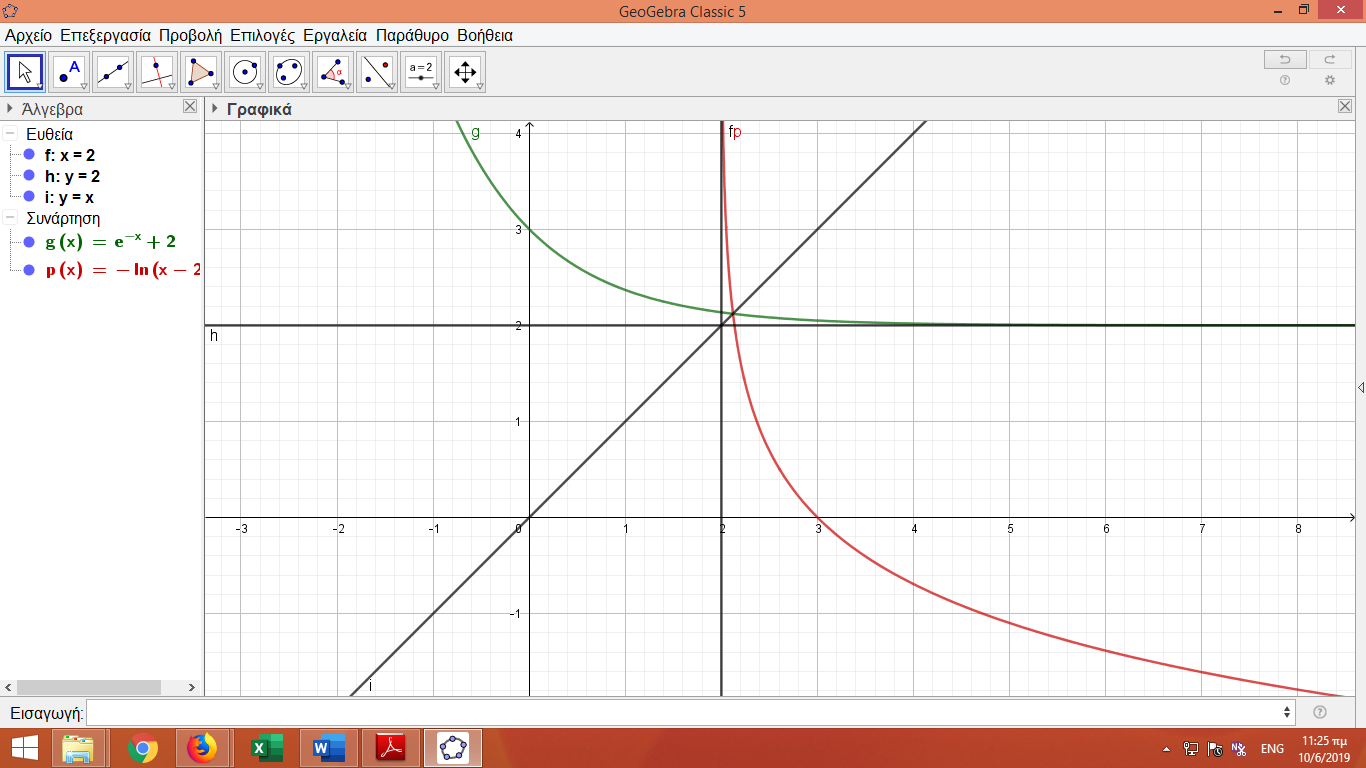 GeoGebra Classic 5
Αρχείο Επεξεργασία Προβολή Επιλογές Εργαλεία Παράθυρο Βοήθεια
A
α
a = 2
Άλγεβρα
Γραφικά
Ευθεία
f: x = 2
h: y = 2
i: y = x
Συνάρτηση
g (x) = e^{-x} + 2
p (x) = -ln (x - 2
g
fp
h
i
4
3
2
1
-1
-3 -2 -1 0 1 2 3 4 5 6 7 8
Εισαγωγή:
ENG
11:25 πμ
10/6/2019